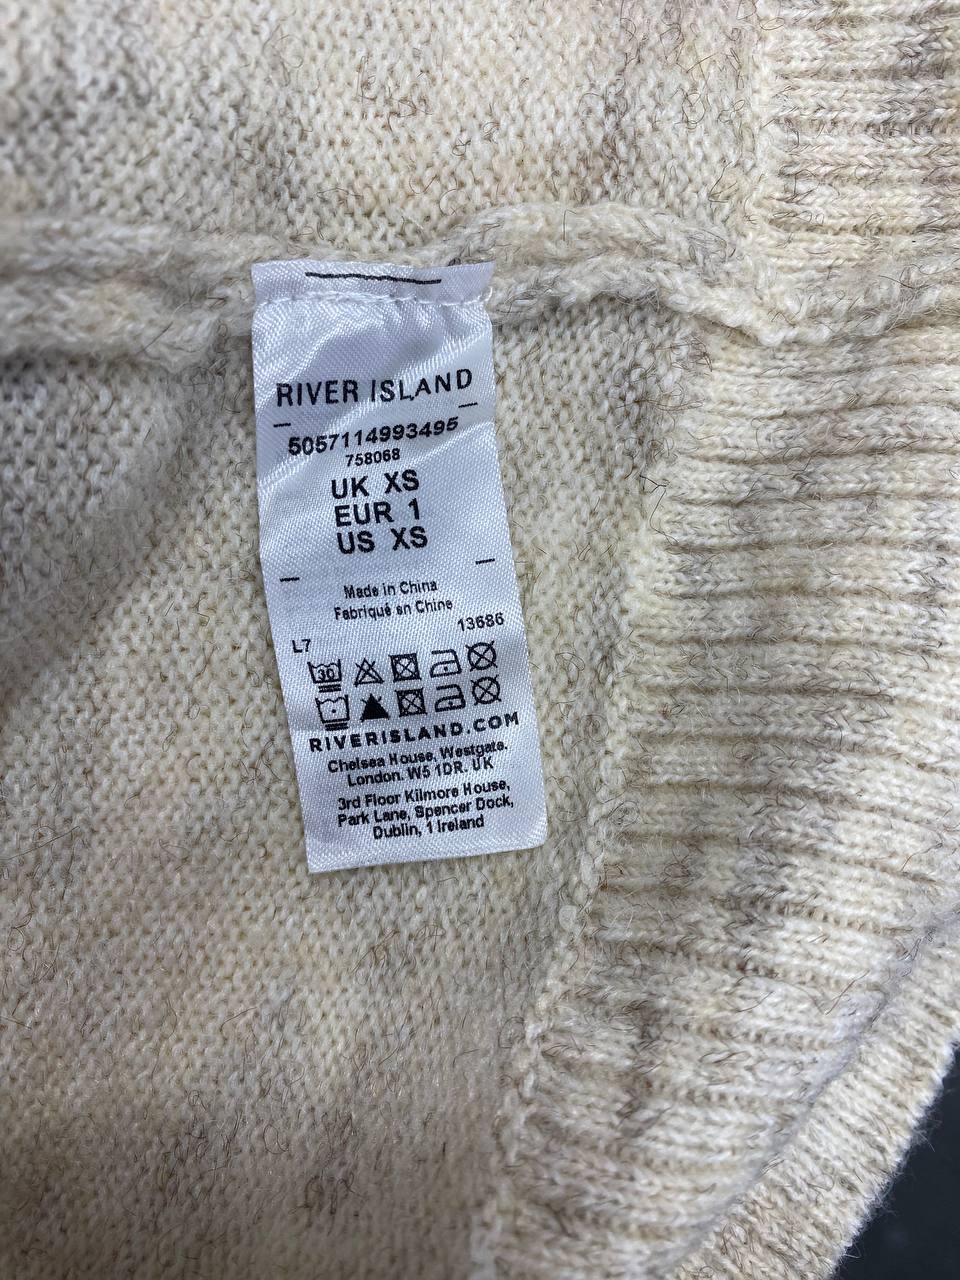 RIVER ISLAND
5057114993495
758068
UK XS
EUR 1
US XS
Made in China
Fabriqué en Chine
13686
L7
30
RIVERISLAND.COM
Chelsea House, Westgate,
London. W5 1DR. UK
3rd Floor Kilmore House,
Park Lane, Spencer Dock,
Dublin, 1 Ireland